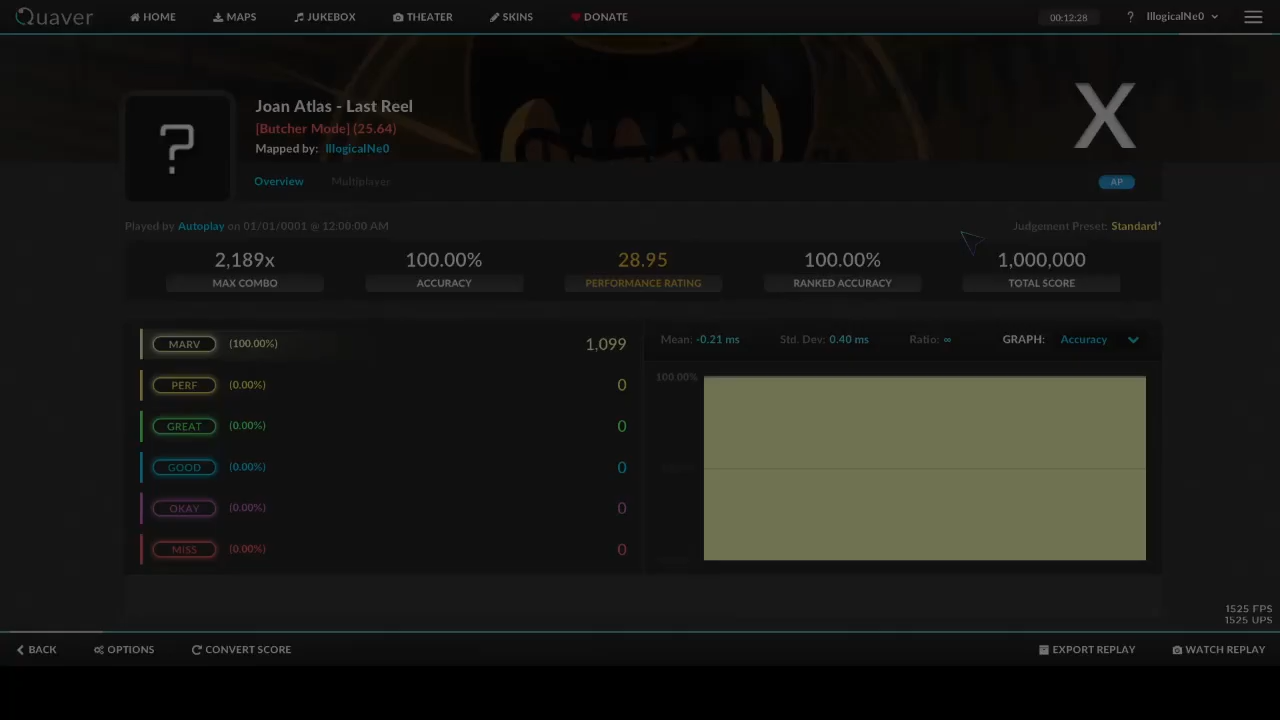 Quaver HOME MAPS JUKEBOX THEATER SKINS DONATE 00:12:28 ? IllogicalNe0
Joan Atlas - Last Reel
[Butcher Mode] (25.64)
Mapped by: IllogicalNe0
X
?
Overview Multiplayer AP
Played by Autoplay on 01/01/0001 @ 12:00:00 AM Judgement Preset: Standard*
2,189x 100.00% 28.95 100.00% 1,000,000
MAX COMBO ACCURACY PERFORMANCE RATING RANKED ACCURACY TOTAL SCORE
MARV (100.00%) 1,099
PERF (0.00%) 0
GREAT (0.00%) 0
GOOD (0.00%) 0
OKAY (0.00%) 0
MISS (0.00%) 0
Mean: -0.21 ms Std. Dev: 0.40 ms Ratio: ∞ GRAPH: Accuracy
100.00%
1525 FPS
1525 UPS
BACK OPTIONS CONVERT SCORE EXPORT REPLAY WATCH REPLAY